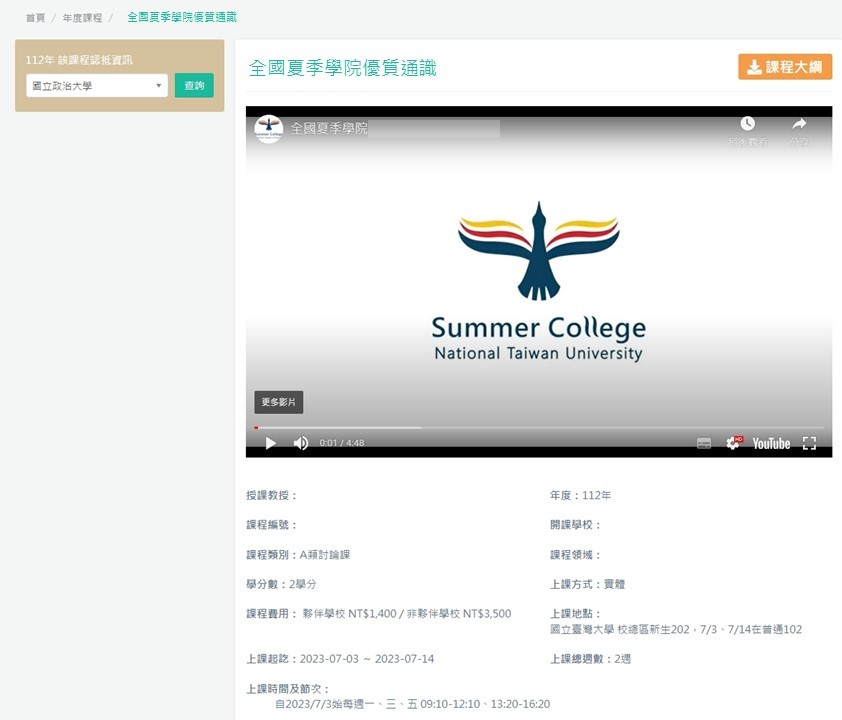 首頁 / 年度課程 / 全國夏季學院優質通識
112年 該課程認抵資訊
國立政治大學
查詢
全國夏季學院優質通識
課程大綱
全國夏季學院
稍後觀看
分享
Summer College
National Taiwan University
更多影片
0:01 / 4:48
HD
YouTube
授課教授：
年度：112年
課程編號：
開課學校：
課程類別：A類討論課
課程領域：
學分數：2學分
上課方式：實體
課程費用： 夥伴學校 NT$1,400 / 非夥伴學校 NT$3,500
上課地點：
國立臺灣大學 校總區新生202，7/3、7/14在普通102
上課起訖：2023-07-03 ~ 2023-07-14
上課總週數：2週
上課時間及節次：
自2023/7/3始每週一、三、五 09:10-12:10、13:20-16:20